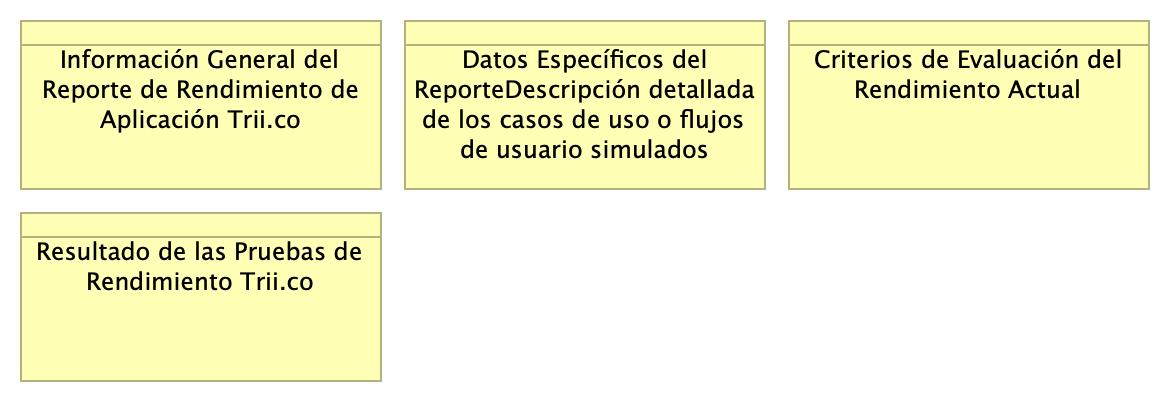 Información General del
Reporte de Rendimiento de
Aplicación Trii.co
Datos Específicos del
ReporteDescripción detallada
de los casos de uso o flujos
de usuario simulados
Criterios de Evaluación del
Rendimiento Actual
Resultado de las Pruebas de
Rendimiento Trii.co